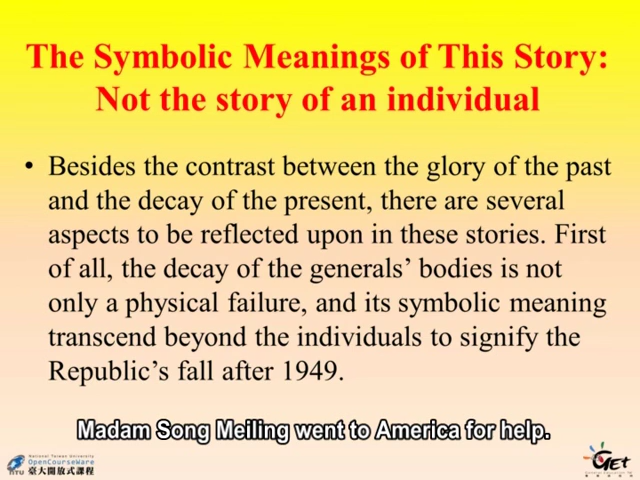 The Symbolic Meanings of This Story:
Not the story of an individual
• Besides the contrast between the glory of the past
and the decay of the present, there are several
aspects to be reflected upon in these stories. First
of all, the decay of the generals’ bodies is not
only a physical failure, and its symbolic meaning
transcend beyond the individuals to signify the
Republic’s fall after 1949.
Madam Song Meiling went to America for help.
National Taiwan University
OpenCourseWare
NTU 臺大開放式課程
GET